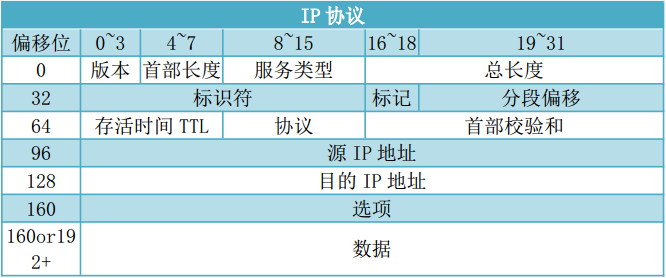 IP 协议
偏移位 0~3 4~7 8~15 16~18 19~31
0 版本 首部长度 服务类型 总长度
32 标识符 标记 分段偏移
64 存活时间 TTL 协议 首部校验和
96 源 IP 地址
128 目的 IP 地址
160 选项
160or19
2+ 数据